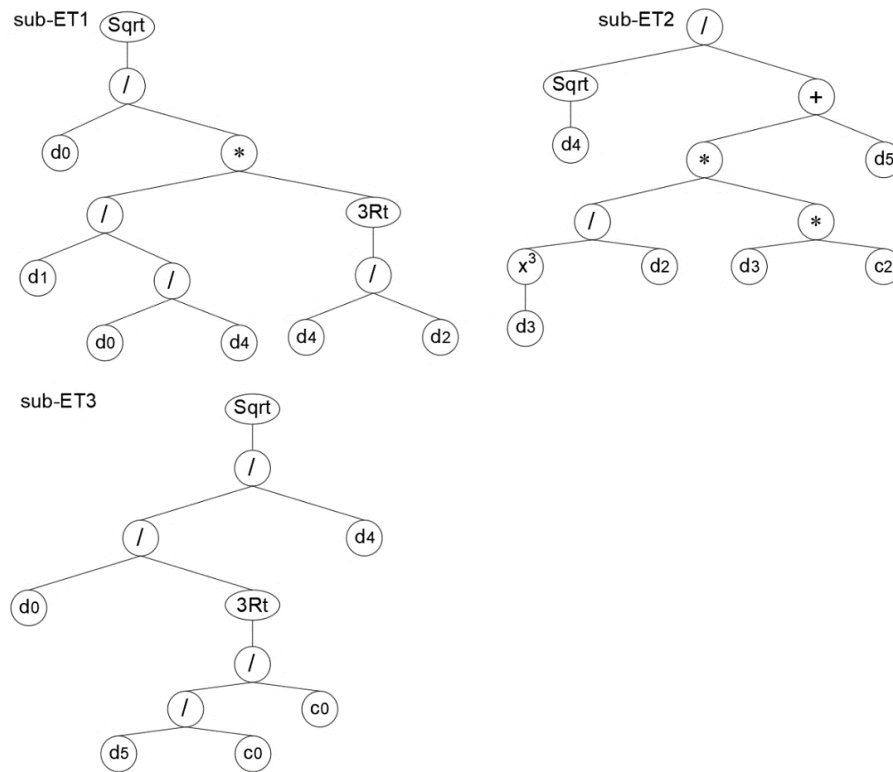 sub-ET1
Sqrt
/
d0 *
/ 3Rt
d1 / /
d0 d4 d4 d2
sub-ET2
/
Sqrt +
d4 * d5
/ *
x³ d2 d3 c2
d3
sub-ET3
Sqrt
/
/ d4
d0 3Rt
/
/ c0
d5 c0